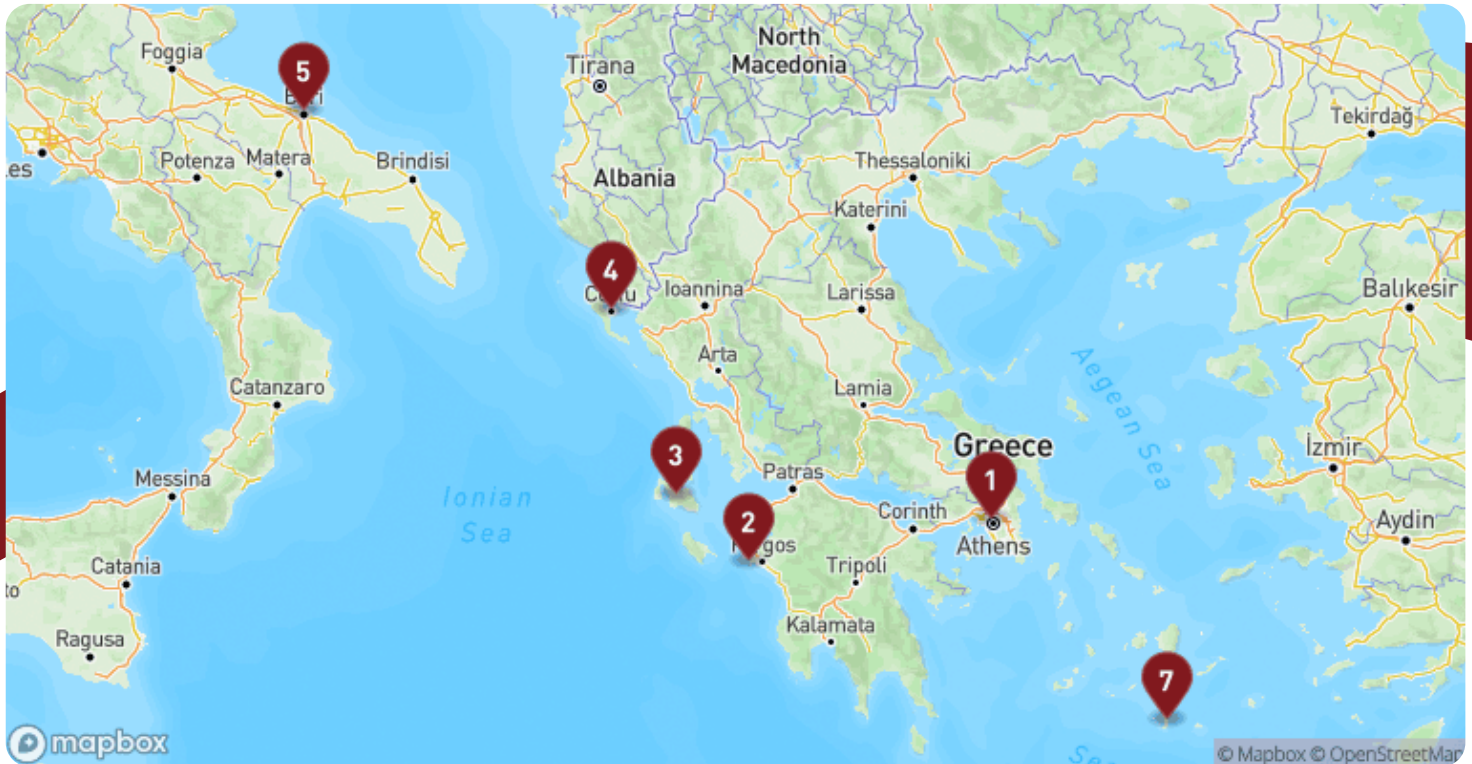 Foggia
5
Tirana
North
Macedonia
Tekirdağ
Potenza
Matera
Brindisi
Albania
Thessaloniki
Katerini
4
Ioannina
Larissa
Balıkesir
Arta
Aegean Sea
Catanzaro
Lamia
Greece
İzmir
3
Patras
1
Messina
Ionian
Sea
2
Corinth
Athens
Aydin
Catania
Tripoli
Kalamata
Ragusa
7
mapbox
© Mapbox © OpenStreetMap